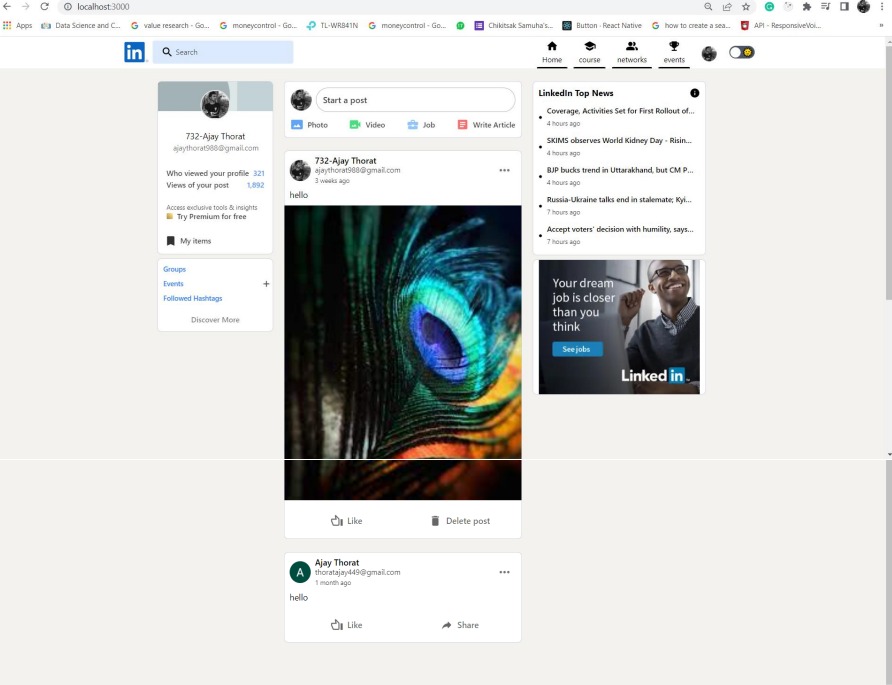 localhost:3000
Apps
Data Science and C...
value research - Go...
moneycontrol - Go...
TL-WR841N
moneycontrol - Go...
Chikitsak Samuha's...
Button · React Native
how to create a sea...
API - ResponsiveVoi...
»
in
Search
Home
course
networks
events
732-Ajay Thorat
ajaythorat988@gmail.com
Who viewed your profile 321
Views of your post 1,892
Access exclusive tools & insights
Try Premium for free
My items
Groups
Events +
Followed Hashtags
Discover More
Start a post
Photo Video Job Write Article
732-Ajay Thorat
ajaythorat988@gmail.com
3 weeks ago
hello
Like Delete post
A
Ajay Thorat
thoratajay449@gmail.com
1 month ago
hello
Like Share
LinkedIn Top News
Coverage, Activities Set for First Rollout of...
4 hours ago
SKIMS observes World Kidney Day - Risin...
4 hours ago
BJP bucks trend in Uttarakhand, but CM P...
4 hours ago
Russia-Ukraine talks end in stalemate; Kyi...
7 hours ago
Accept voters' decision with humility, says...
7 hours ago
Your dream
job is closer
than you
think
See jobs
Linked in